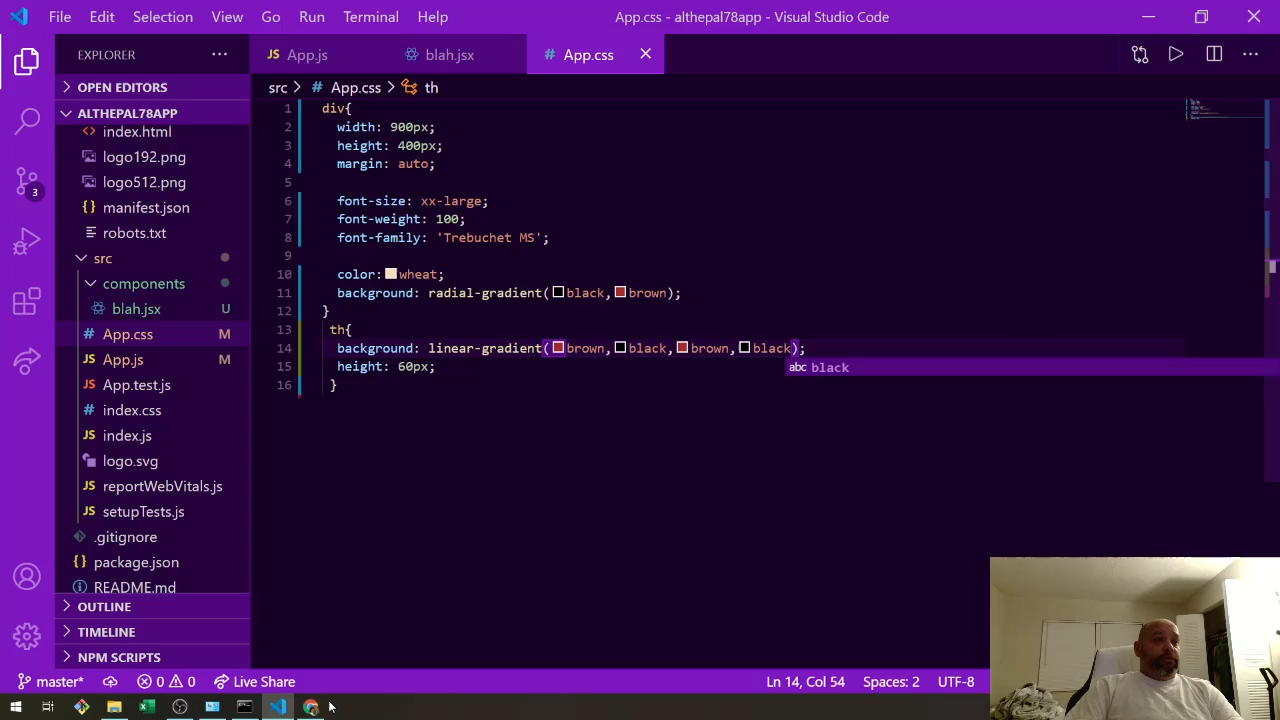 File Edit Selection View Go Run Terminal Help
App.css - althepal78app - Visual Studio Code
EXPLORER
JS App.js
blah.jsx
# App.css
OPEN EDITORS
ALTHEPAL78APP
<> index.html
logo192.png
logo512.png
manifest.json
robots.txt
src
components
blah.jsx U
# App.css M
JS App.js M
JS App.test.js
# index.css
JS index.js
logo.svg
JS reportWebVitals.js
JS setupTests.js
.gitignore
{} package.json
README.md
OUTLINE
TIMELINE
NPM SCRIPTS
3
src > # App.css > th
1 div{
2 width: 900px;
3 height: 400px;
4 margin: auto;
5
6 font-size: xx-large;
7 font-weight: 100;
8 font-family: 'Trebuchet MS';
9
10 color: wheat;
11 background: radial-gradient(black,brown);
12 }
13 th{
14 background: linear-gradient(brown,black,brown,black);
15 height: 60px;
16 }
abc black
master* 0 0 Live Share
Ln 14, Col 54 Spaces: 2 UTF-8